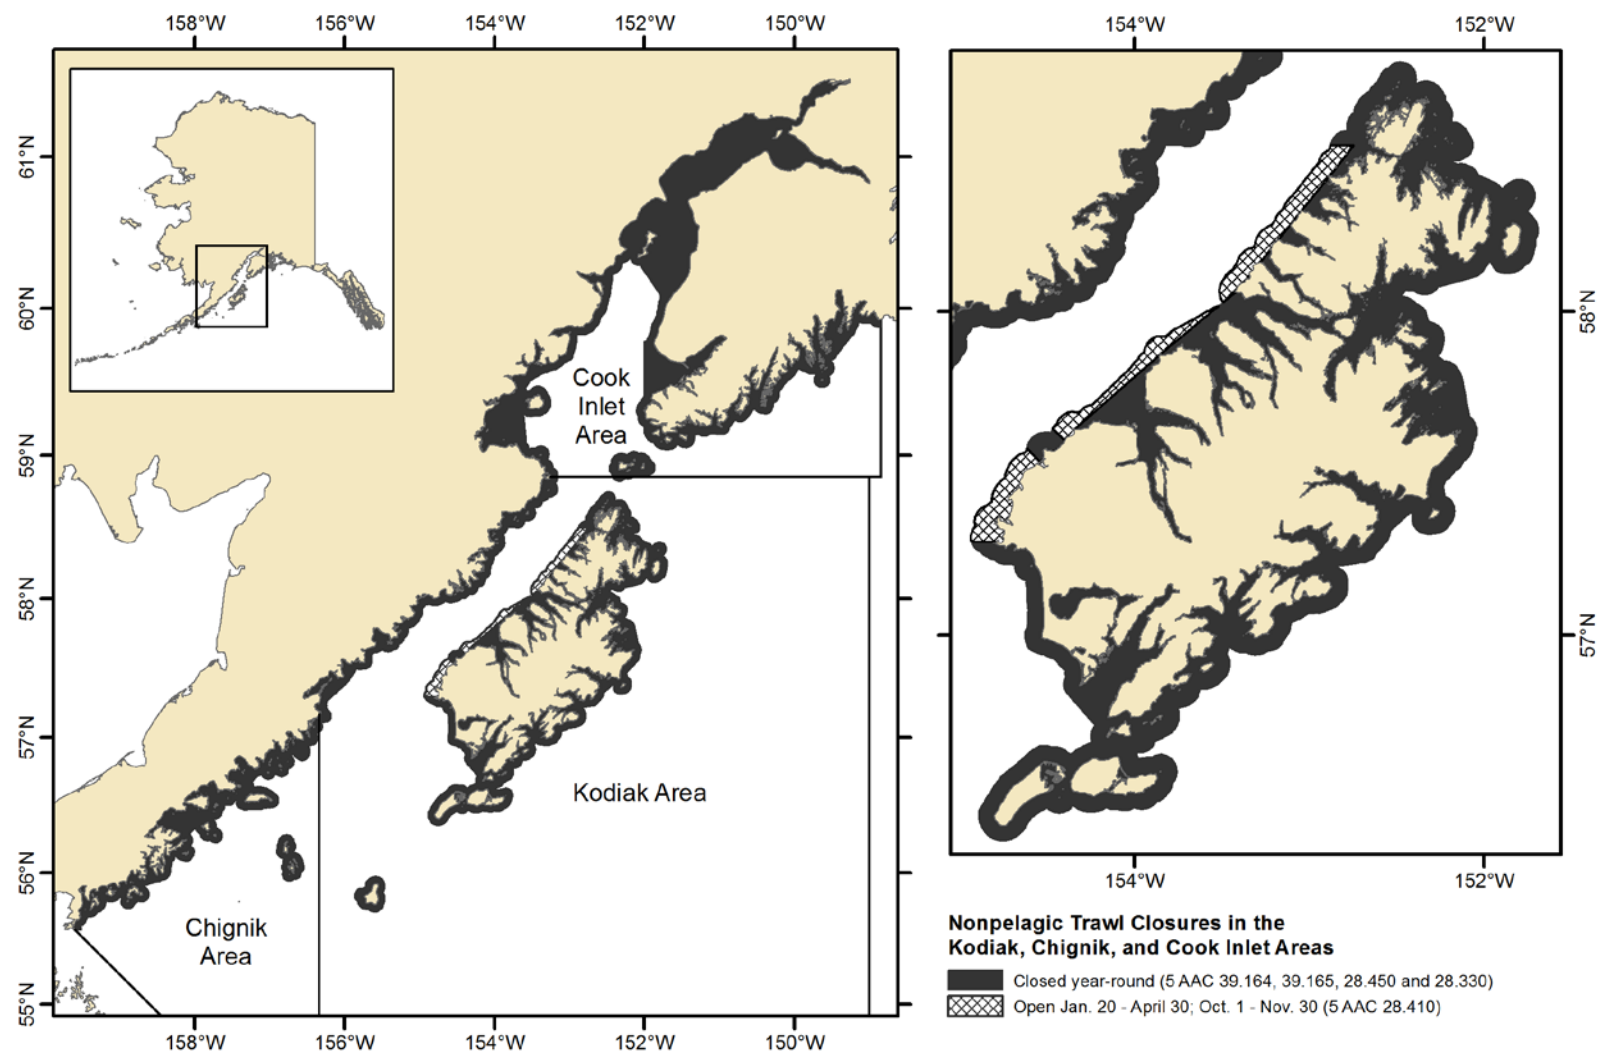 158°W 156°W 154°W 152°W 150°W
154°W 152°W
61°N
60°N
59°N
58°N
57°N
56°N
55°N
Cook
Inlet
Area
Kodiak Area
Chignik
Area
158°W 156°W 154°W 152°W 150°W
58°N
57°N
154°W 152°W
Nonpelagic Trawl Closures in the
Kodiak, Chignik, and Cook Inlet Areas
Closed year-round (5 AAC 39.164, 39.165, 28.450 and 28.330)
Open Jan. 20 - April 30; Oct. 1 - Nov. 30 (5 AAC 28.410)